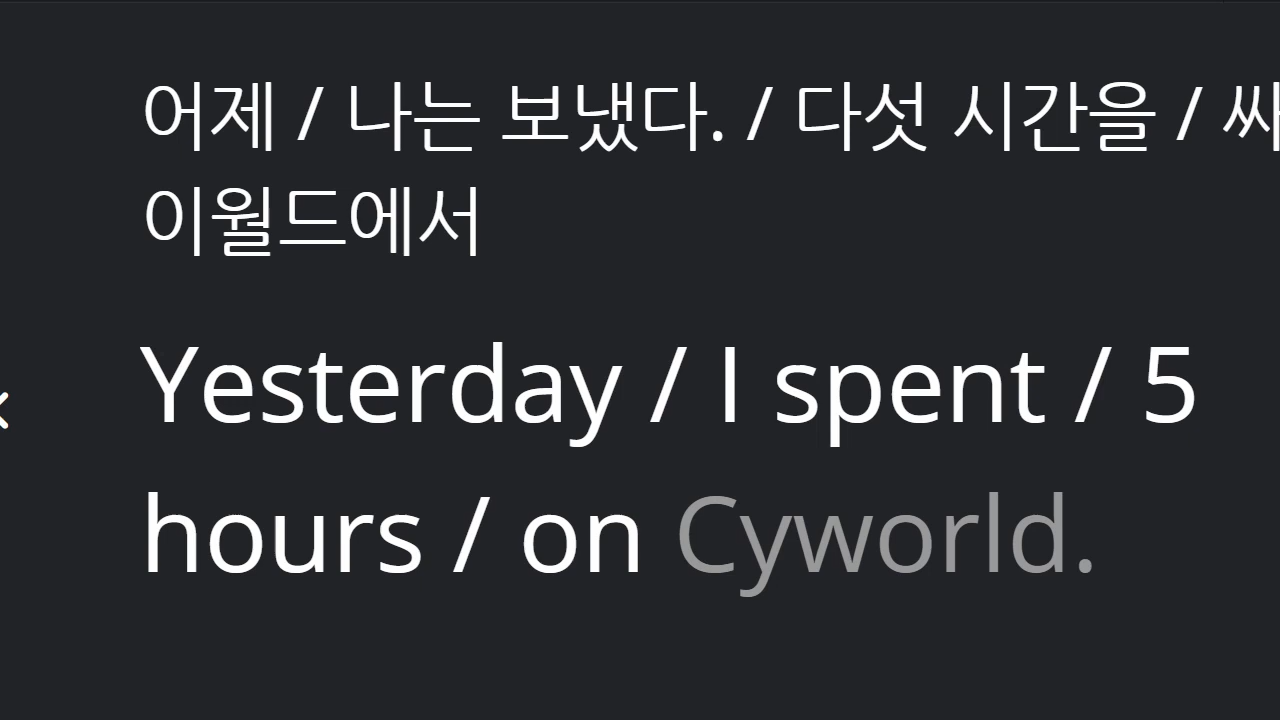 어제 / 나는 보냈다. / 다섯 시간을 / 싸
이월드에서
Yesterday / I spent / 5
hours / on Cyworld.